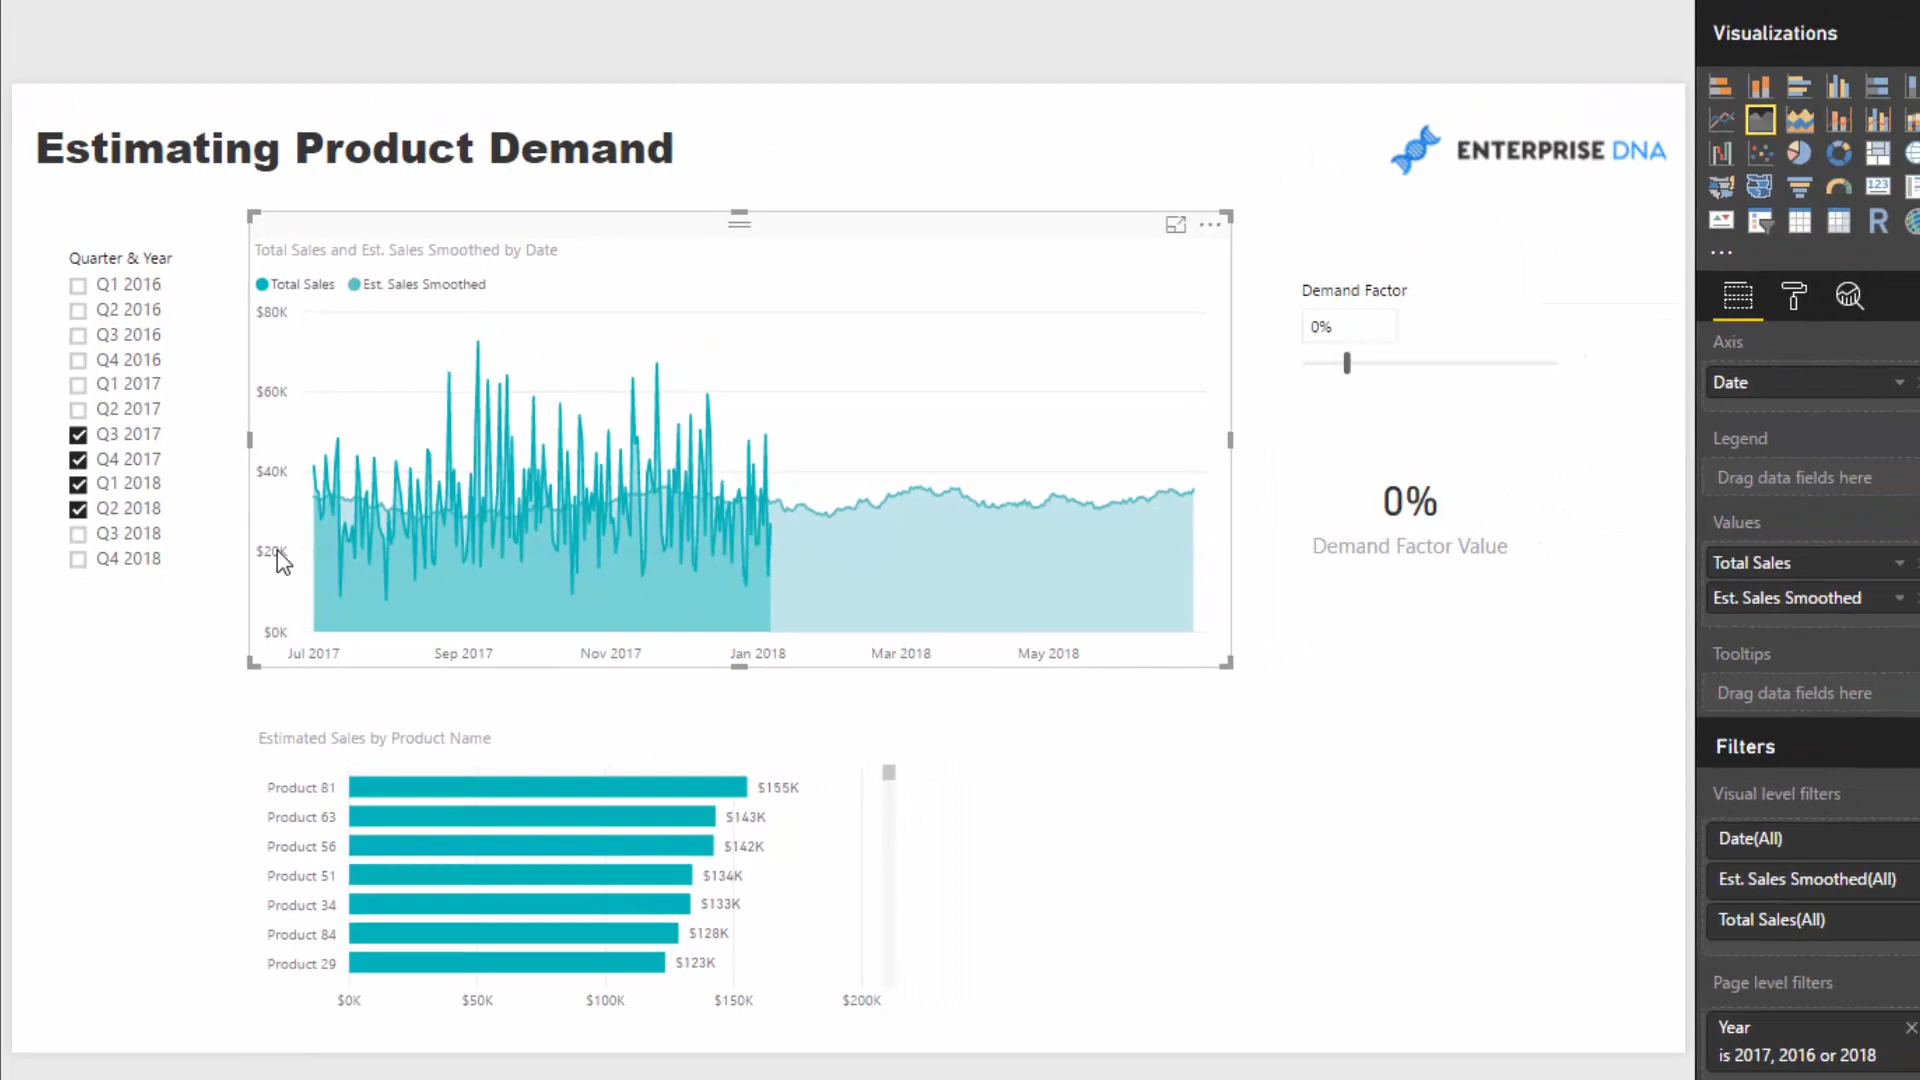 Estimating Product Demand
ENTERPRISE DNA
Quarter & Year
Q1 2016
Q2 2016
Q3 2016
Q4 2016
Q1 2017
Q2 2017
Q3 2017
Q4 2017
Q1 2018
Q2 2018
Q3 2018
Q4 2018
Total Sales and Est. Sales Smoothed by Date
Total Sales Est. Sales Smoothed
$80K
$60K
$40K
$20K
$0K
Jul 2017 Sep 2017 Nov 2017 Jan 2018 Mar 2018 May 2018
Demand Factor
0%
0%
Demand Factor Value
Estimated Sales by Product Name
Product 81 $155K
Product 63 $143K
Product 56 $142K
Product 51 $134K
Product 34 $133K
Product 84 $128K
Product 29 $123K
$0K $50K $100K $150K $200K
Visualizations
123
R
Axis
Date
Legend
Drag data fields here
Values
Total Sales
Est. Sales Smoothed
Tooltips
Drag data fields here
Filters
Visual level filters
Date(All)
Est. Sales Smoothed(All)
Total Sales(All)
Page level filters
Year
is 2017, 2016 or 2018